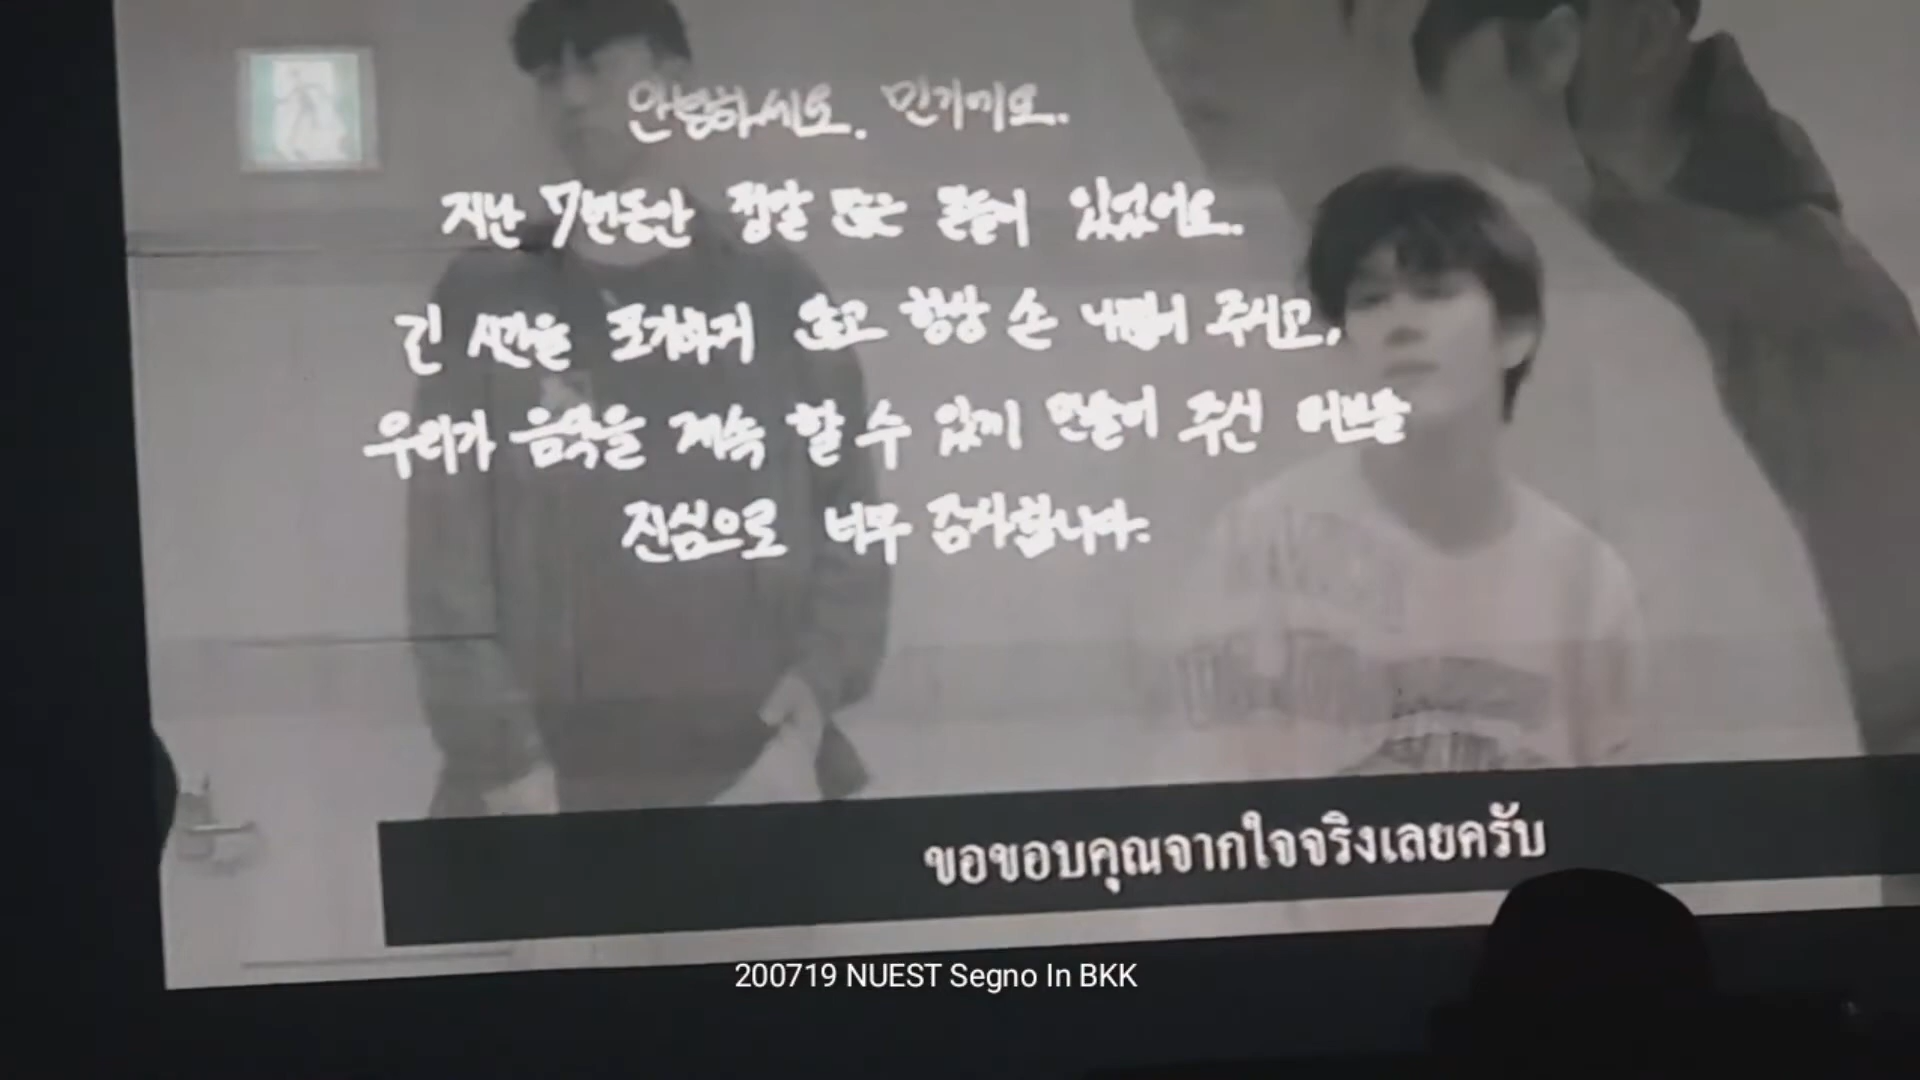 안녕하세요. 민기예요.
지난 7년동안 정말 많은 일들이 있었어요.
긴 시간을 포기하지 않고 항상 손 내밀어 주시고,
우리가 음악을 계속 할 수 있게 만들어 주신 러브들
진심으로 너무 감사합니다.
ขอขอบคุณจากใจจริงเลยครับ
200719 NUEST Segno In BKK